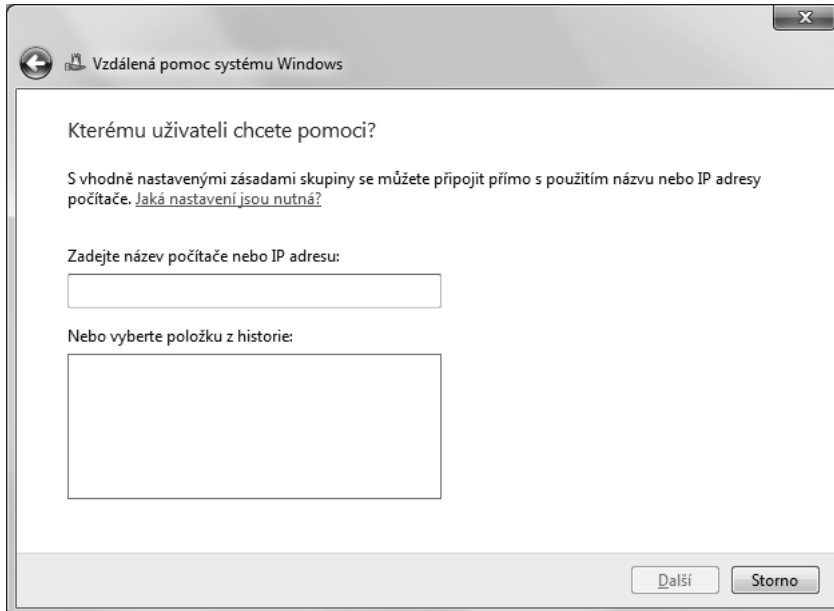 Vzdálená pomoc systému Windows
Kterému uživateli chcete pomoci?
S vhodně nastavenými zásadami skupiny se můžete připojit přímo s použitím názvu nebo IP adresy
počítače. Jaká nastavení jsou nutná?
Zadejte název počítače nebo IP adresu:
Nebo vyberte položku z historie:
Další Storno